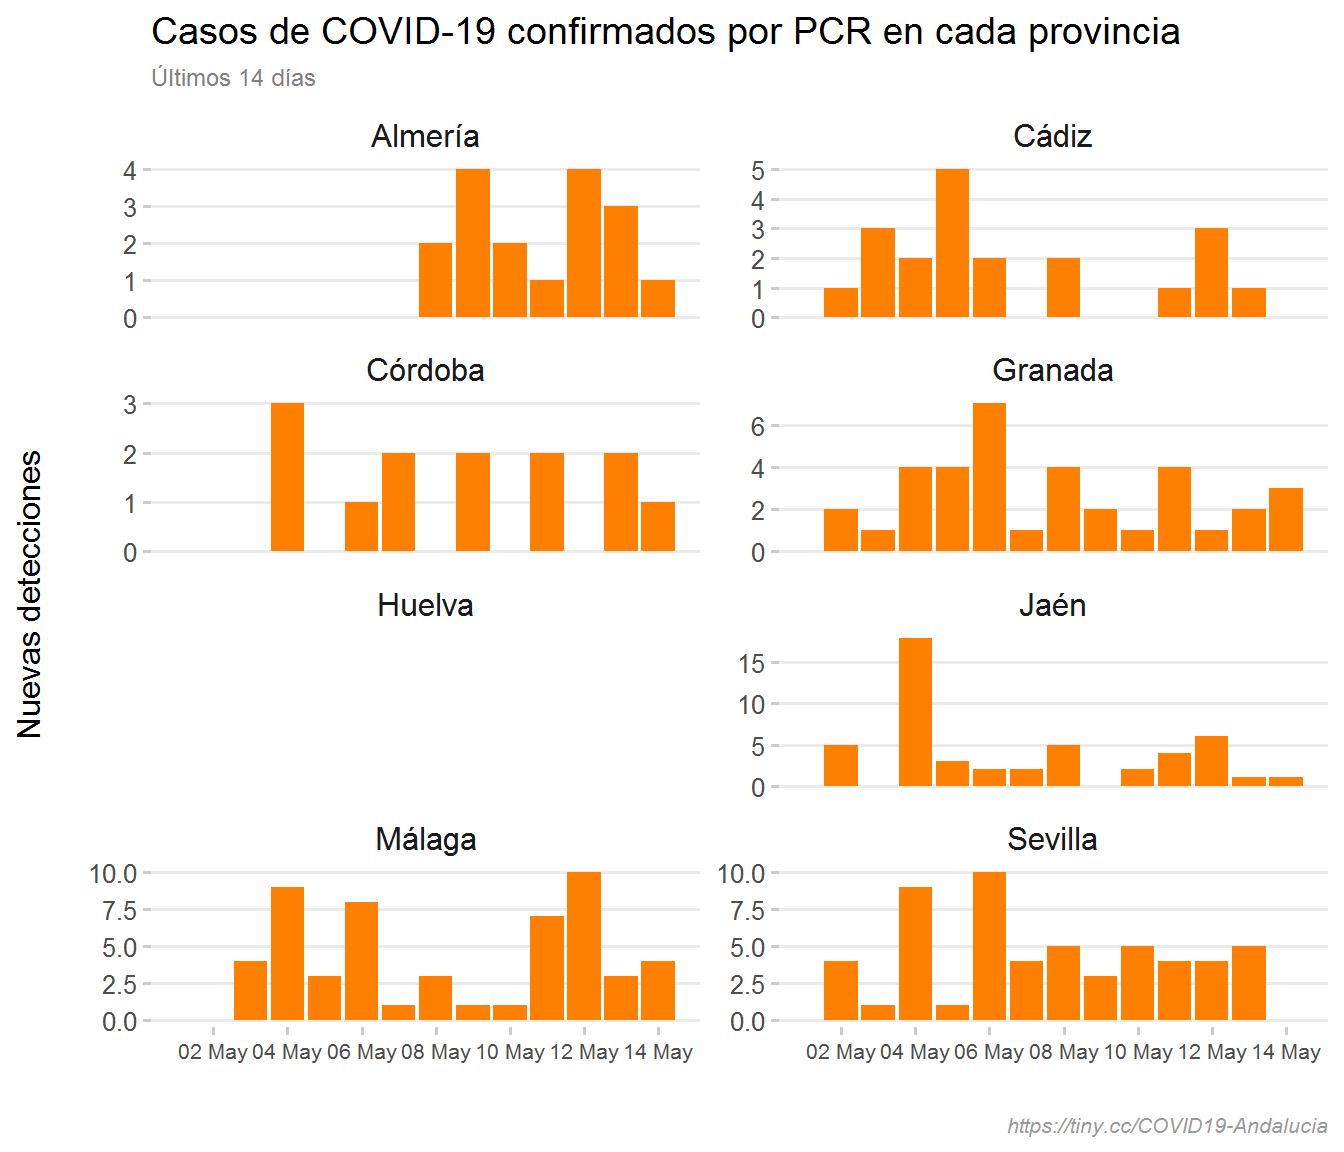 Casos de COVID-19 confirmados por PCR en cada provincia
Últimos 14 días
Nuevas detecciones
Almería
4
3
2
1
0
Cádiz
5
4
3
2
1
0
Córdoba
3
2
1
0
Granada
6
4
2
0
Huelva
Jaén
15
10
5
0
Málaga
10.0
7.5
5.0
2.5
0.0
02 May 04 May 06 May 08 May 10 May 12 May 14 May
Sevilla
10.0
7.5
5.0
2.5
0.0
02 May 04 May 06 May 08 May 10 May 12 May 14 May
https://tiny.cc/COVID19-Andalucia